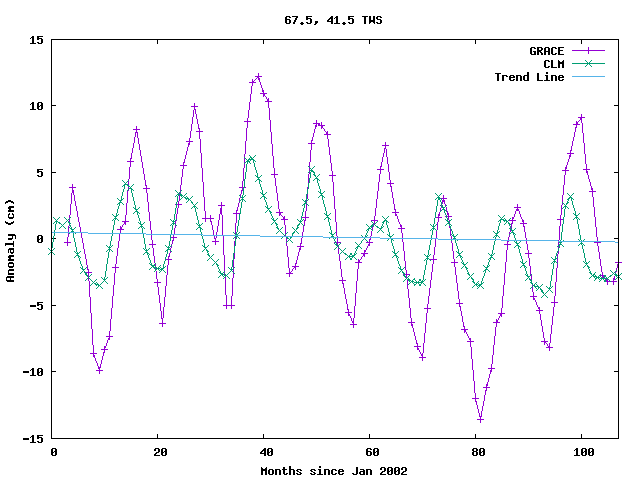 67.5, 41.5 TWS
GRACE
CLM
Trend Line
15
10
5
0
-5
-10
-15
Anomaly (cm)
0 20 40 60 80 100
Months since Jan 2002